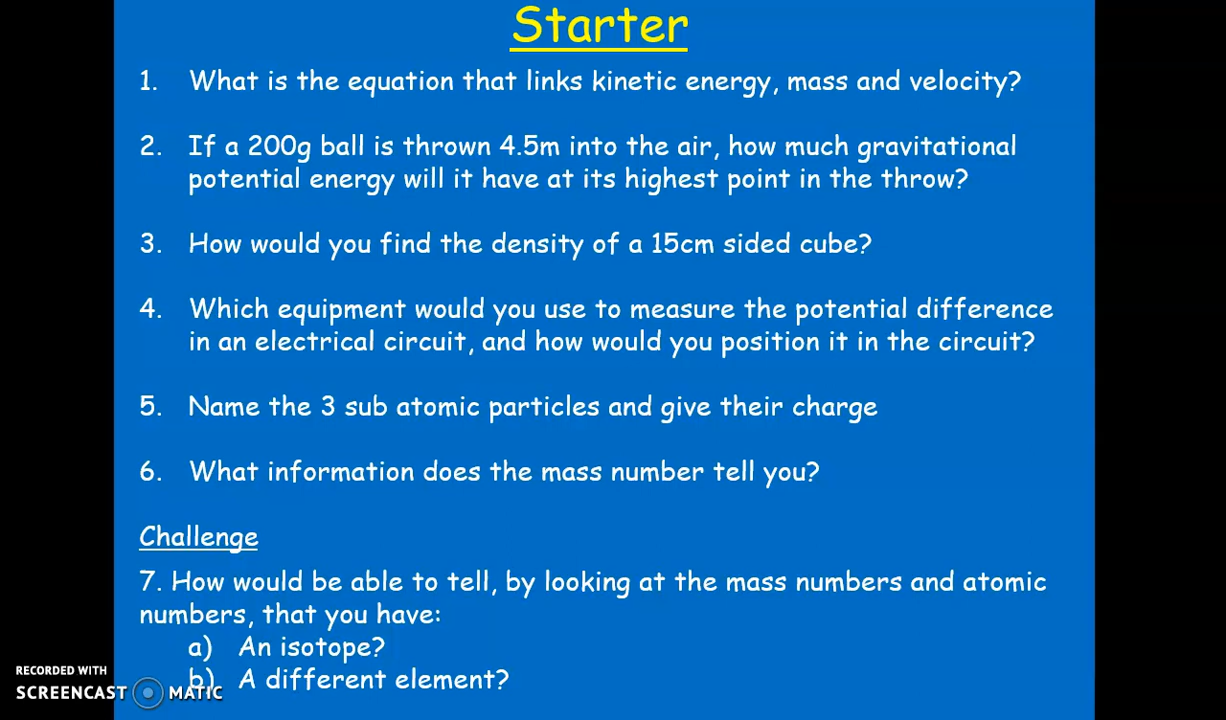 Starter
1. What is the equation that links kinetic energy, mass and velocity?
2. If a 200g ball is thrown 4.5m into the air, how much gravitational
potential energy will it have at its highest point in the throw?
3. How would you find the density of a 15cm sided cube?
4. Which equipment would you use to measure the potential difference
in an electrical circuit, and how would you position it in the circuit?
5. Name the 3 sub atomic particles and give their charge
6. What information does the mass number tell you?
Challenge
7. How would be able to tell, by looking at the mass numbers and atomic
numbers, that you have:
a) An isotope?
b) A different element?
RECORDED WITH
SCREENCAST MATIC